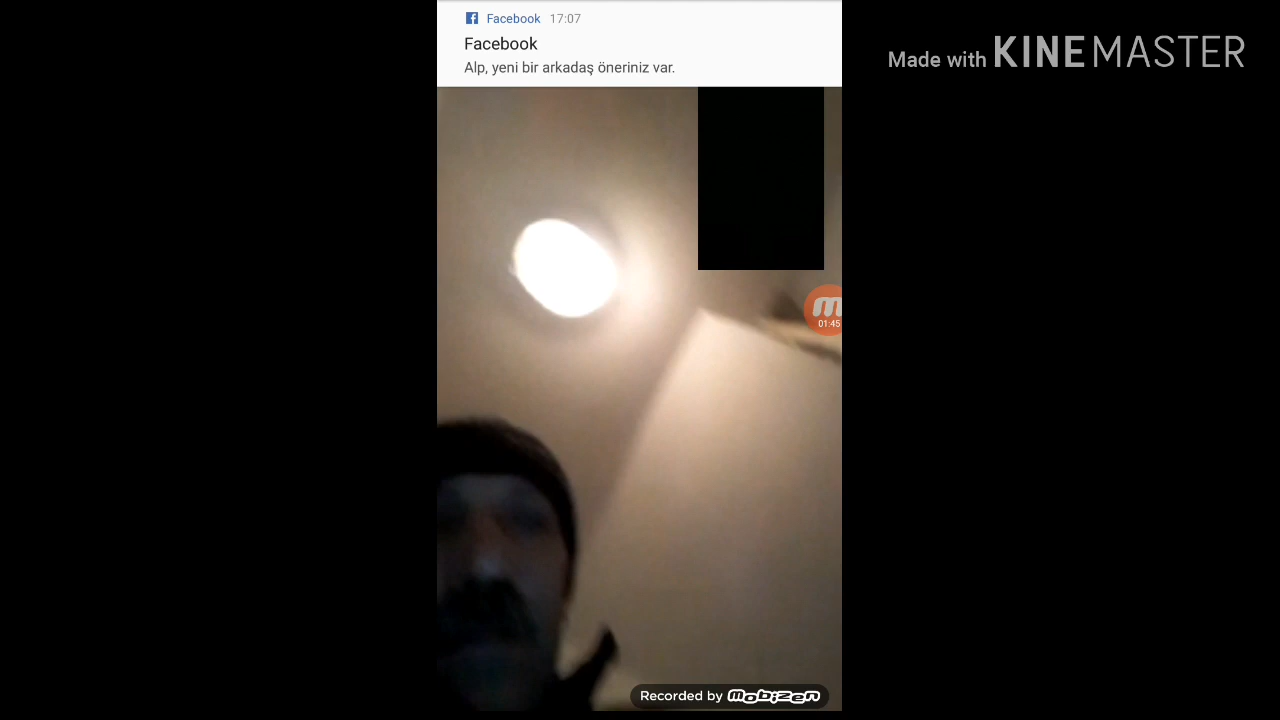 Facebook 17:07
Facebook
Alp, yeni bir arkadaş öneriniz var.
Made with KINEMASTER
01:45
Recorded by mobizen